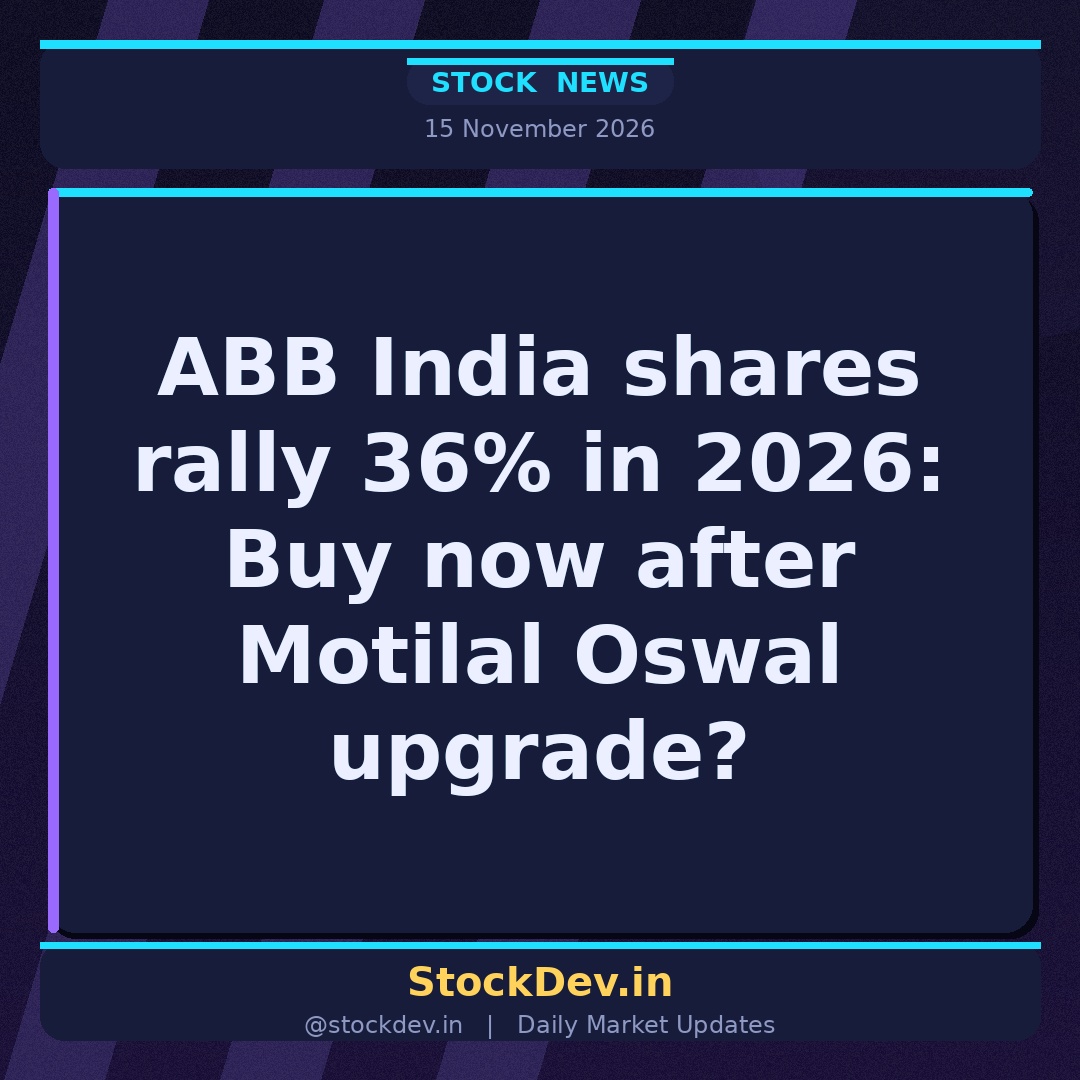 STOCK NEWS
15 November 2026
ABB India shares
rally 36% in 2026:
Buy now after
Motilal Oswal
upgrade?
StockDev.in
@stockdev.in | Daily Market Updates